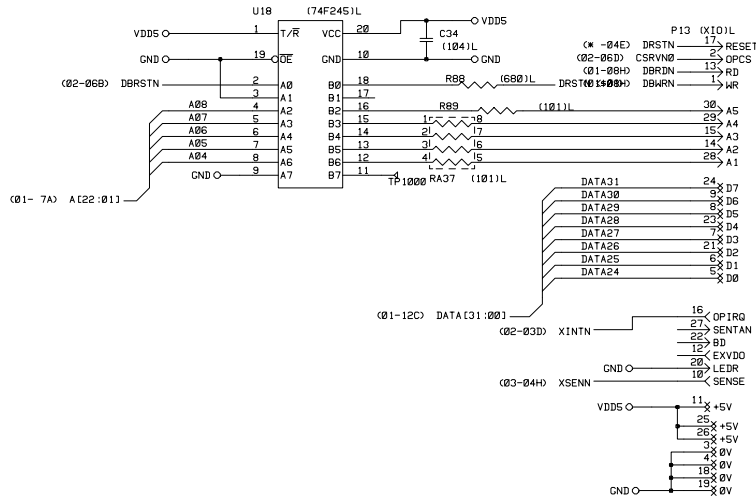 U18 (74F245)L
VDD5 1 T/R VCC 20 VDD5
C34
(104)L
GND 19 OE GND 10 GND
(02-06B) DBRSTN 2 A0 B0 18 R88 (680)L
3 A1 B1 17
A08 4 A2 B2 16 R89 (101)L
A07 5 A3 B3 15 1 8
A06 6 A4 B4 14 2 7
A05 7 A5 B5 13 3 6
A04 8 A6 B6 12 4 5
GND 9 A7 B7 11 TP1000 RA37 (101)L
(01- 7A) A[22:01]
P13 (XIO)L
(* -04E) DRSTN 17 RESET
(02-06D) CSRVN0 2 OPCS
(01-08H) DBRDN 13 RD
DBWRN 1 WR
30 A5
29 A4
15 A3
14 A2
28 A1
DATA31 24 D7
DATA30 9 D6
DATA29 8 D5
DATA28 23 D4
DATA27 7 D3
DATA26 21 D2
DATA25 6 D1
DATA24 5 D0
(01-12C) DATA[31:00]
16 OPIRQ
(02-03D) XINTN 27 SENTAN
22 BD
12 EXVDO
GND 20 LEDR
(03-04H) XSENN 10 SENSE
VDD5 11 +5V
25 +5V
26 +5V
3 0V
4 0V
18 0V
GND 19 0V